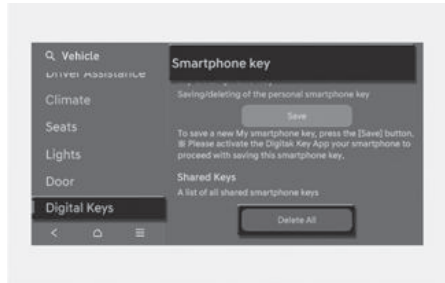 Vehicle
Driver Assistance
Climate
Seats
Lights
Door
Digital Keys
Smartphone key
Saving/deleting of the personal smartphone key
Save
To save a new My smartphone key, press the [Save] button.
※ Please activate the Digitak Key App your smartphone to
proceed with saving this smartphone key,
Shared Keys
A list of all shared smartphone keys
Delete All